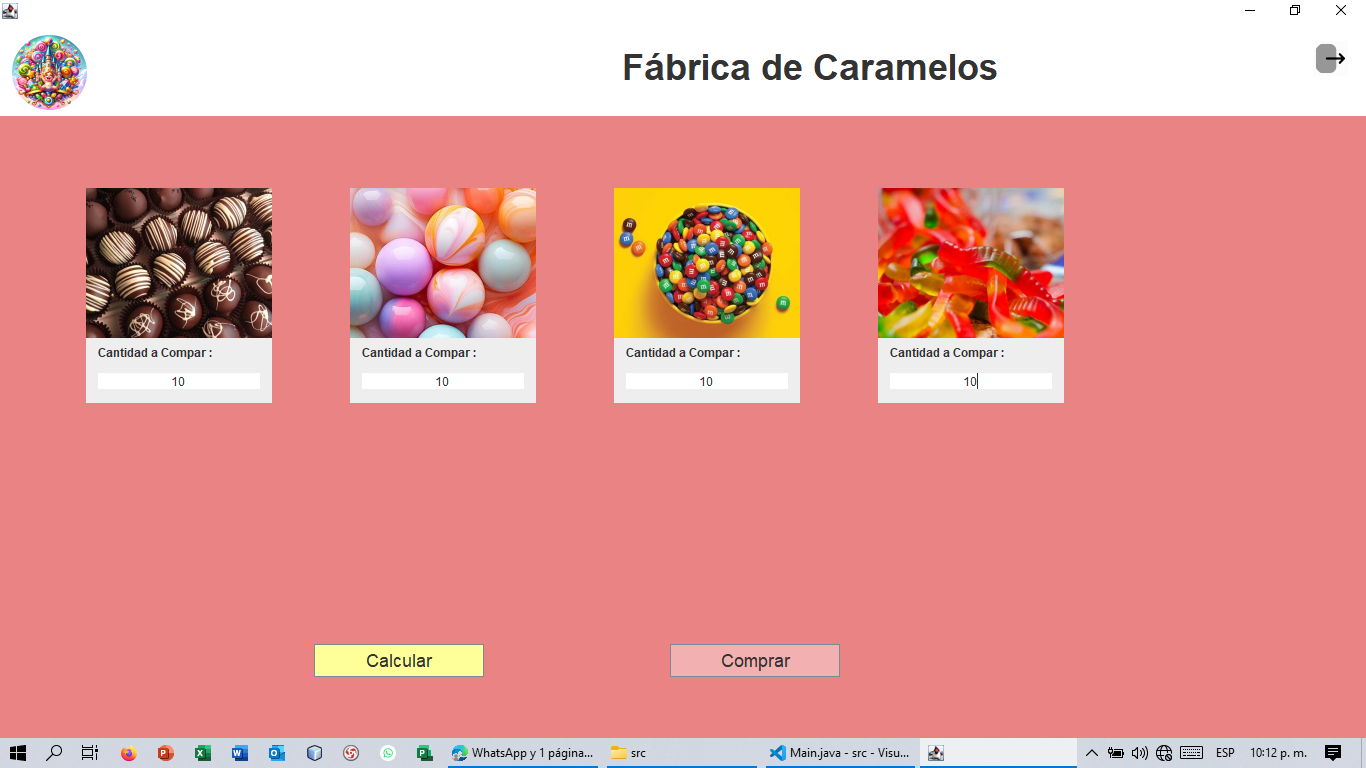 Fábrica de Caramelos
Cantidad a Compar :
10
Cantidad a Compar :
10
Cantidad a Compar :
10
Cantidad a Compar :
10
Calcular
Comprar
WhatsApp y 1 página...
src
Main.java - src - Visu...
ESP
10:12 p. m.